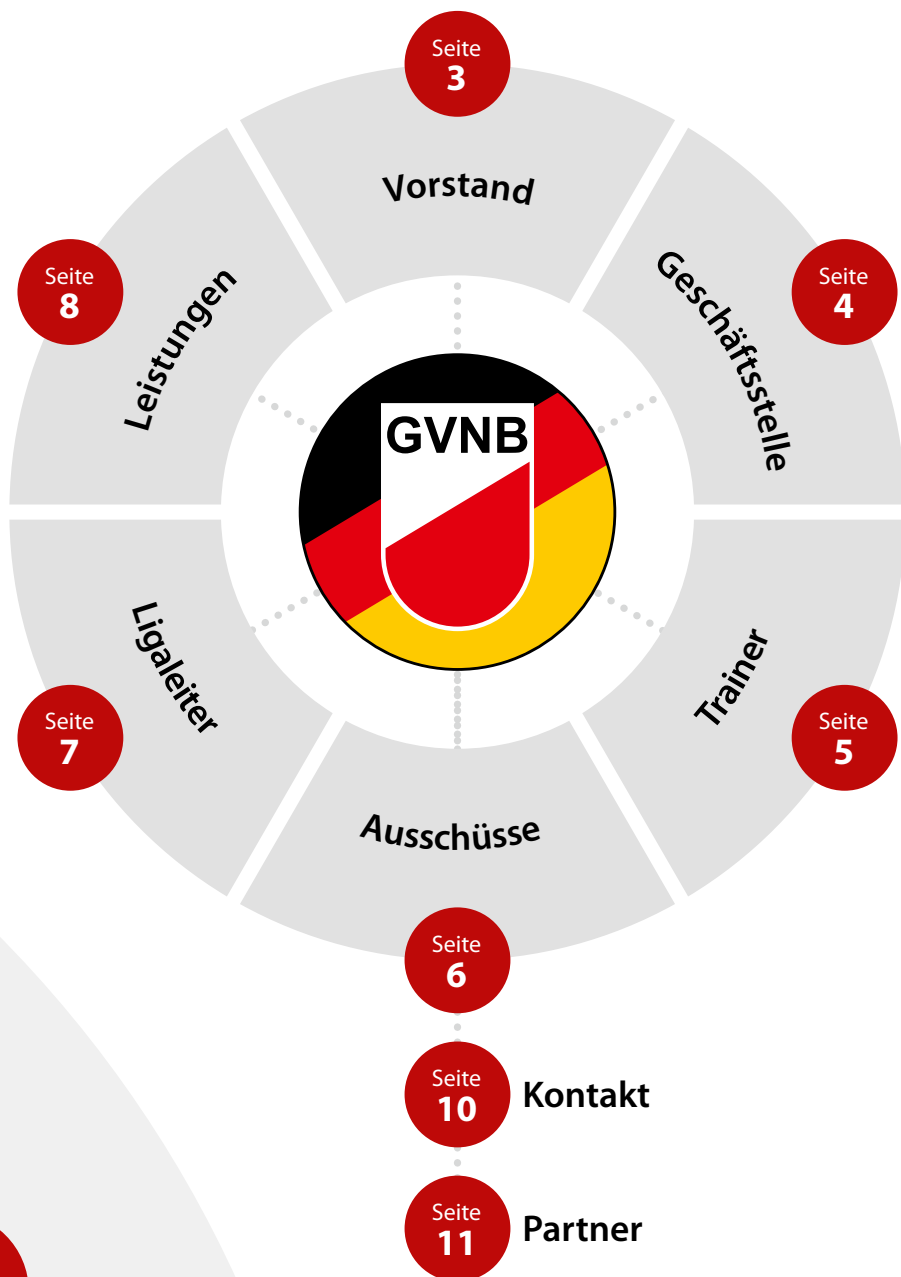 Seite
3
Vorstand
Seite
4
Geschäftsstelle
Seite
5
Trainer
Seite
6
Ausschüsse
Seite
7
Ligaleiter
Seite
8
Leistungen
GVNB
Seite
10
Kontakt
Seite
11
Partner